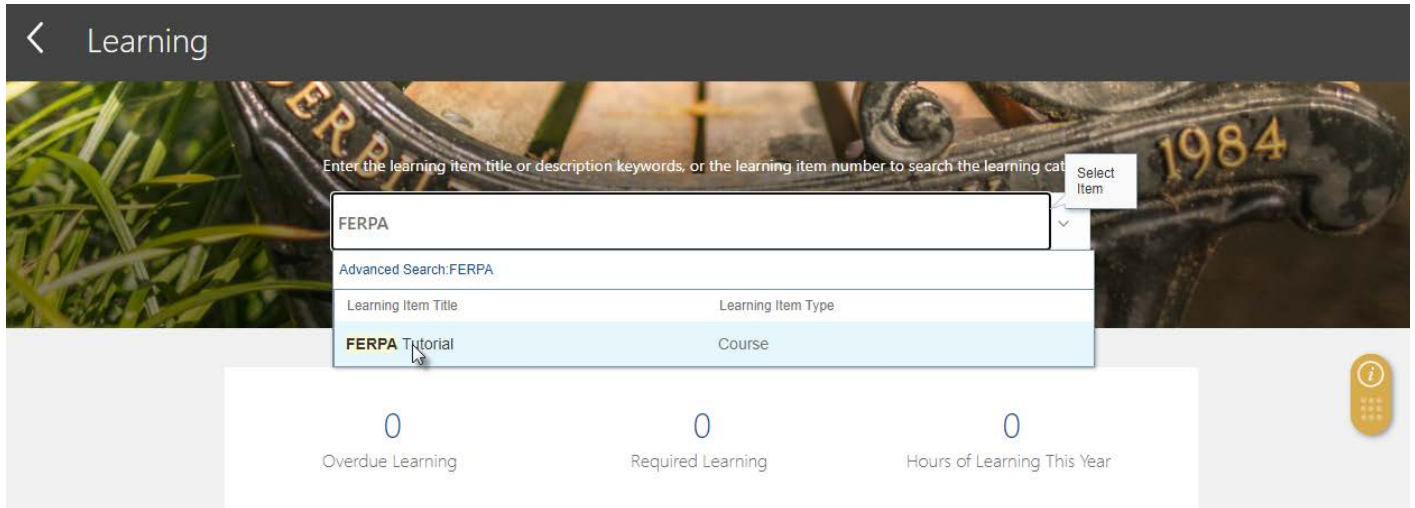 Learning
1984
Enter the learning item title or description keywords, or the learning item number to search the learning cat
Select
Item
FERPA
Advanced Search:FERPA
Learning Item Title Learning Item Type
FERPA Tutorial Course
0 0 0
Overdue Learning Required Learning Hours of Learning This Year